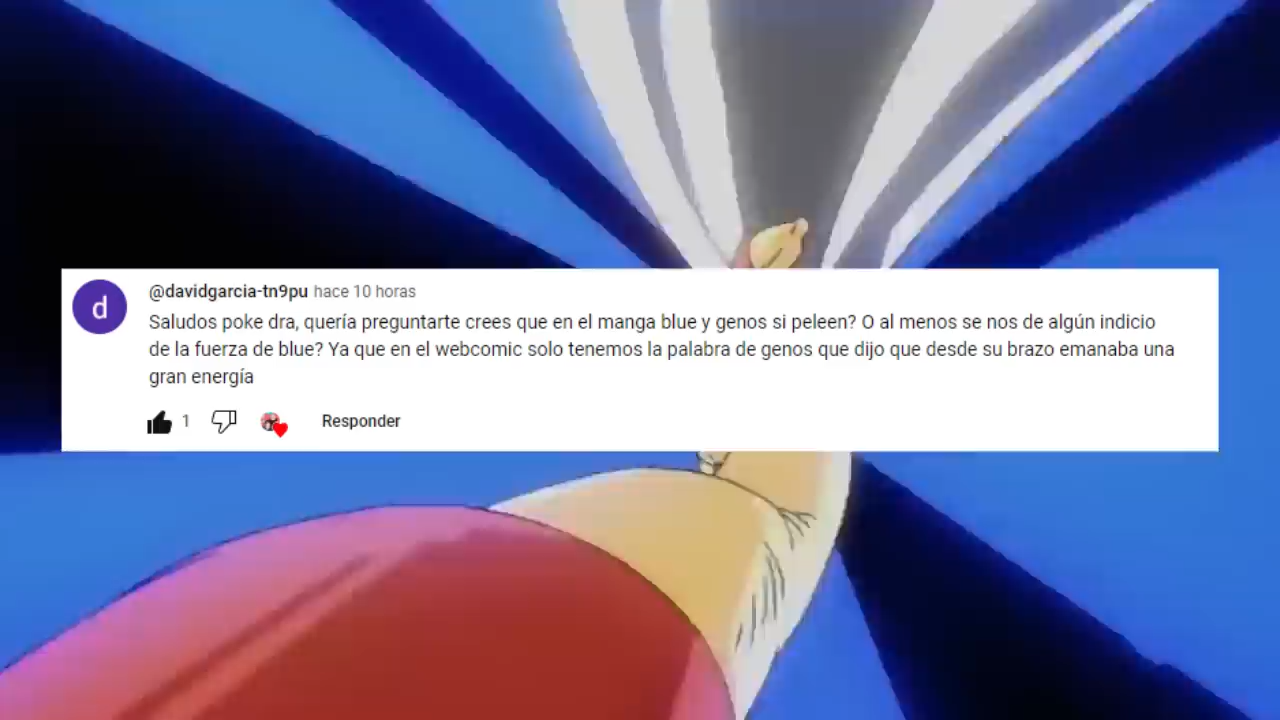 d
@davidgarcia-tn9pu hace 10 horas
Saludos poke dra, quería preguntarte crees que en el manga blue y genos si peleen? O al menos se nos de algún indicio
de la fuerza de blue? Ya que en el webcomic solo tenemos la palabra de genos que dijo que desde su brazo emanaba una
gran energía
1 Responder